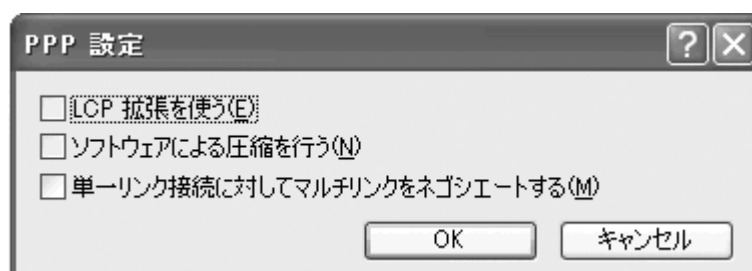 PPP 設定
LCP 拡張を使う(E)
ソフトウェアによる圧縮を行う(N)
単一リンク接続に対してマルチリンクをネゴシエートする(M)
OK キャンセル